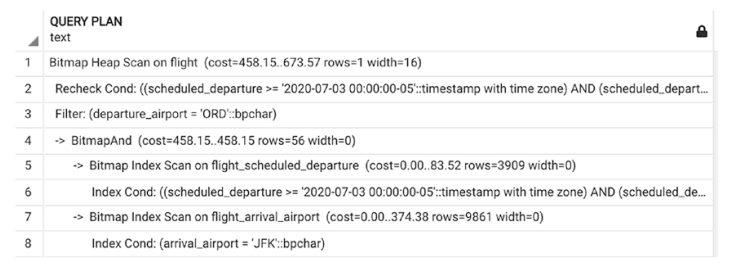 QUERY PLAN
text
1 Bitmap Heap Scan on flight (cost=458.15..673.57 rows=1 width=16)
2 Recheck Cond: ((scheduled_departure >= '2020-07-03 00:00:00-05'::timestamp with time zone) AND (scheduled_depart...
3 Filter: (departure_airport = 'ORD'::bpchar)
4 -> BitmapAnd (cost=458.15..458.15 rows=56 width=0)
5 -> Bitmap Index Scan on flight_scheduled_departure (cost=0.00..83.52 rows=3909 width=0)
6 Index Cond: ((scheduled_departure >= '2020-07-03 00:00:00-05'::timestamp with time zone) AND (scheduled_de...
7 -> Bitmap Index Scan on flight_arrival_airport (cost=0.00..374.38 rows=9861 width=0)
8 Index Cond: (arrival_airport = 'JFK'::bpchar)